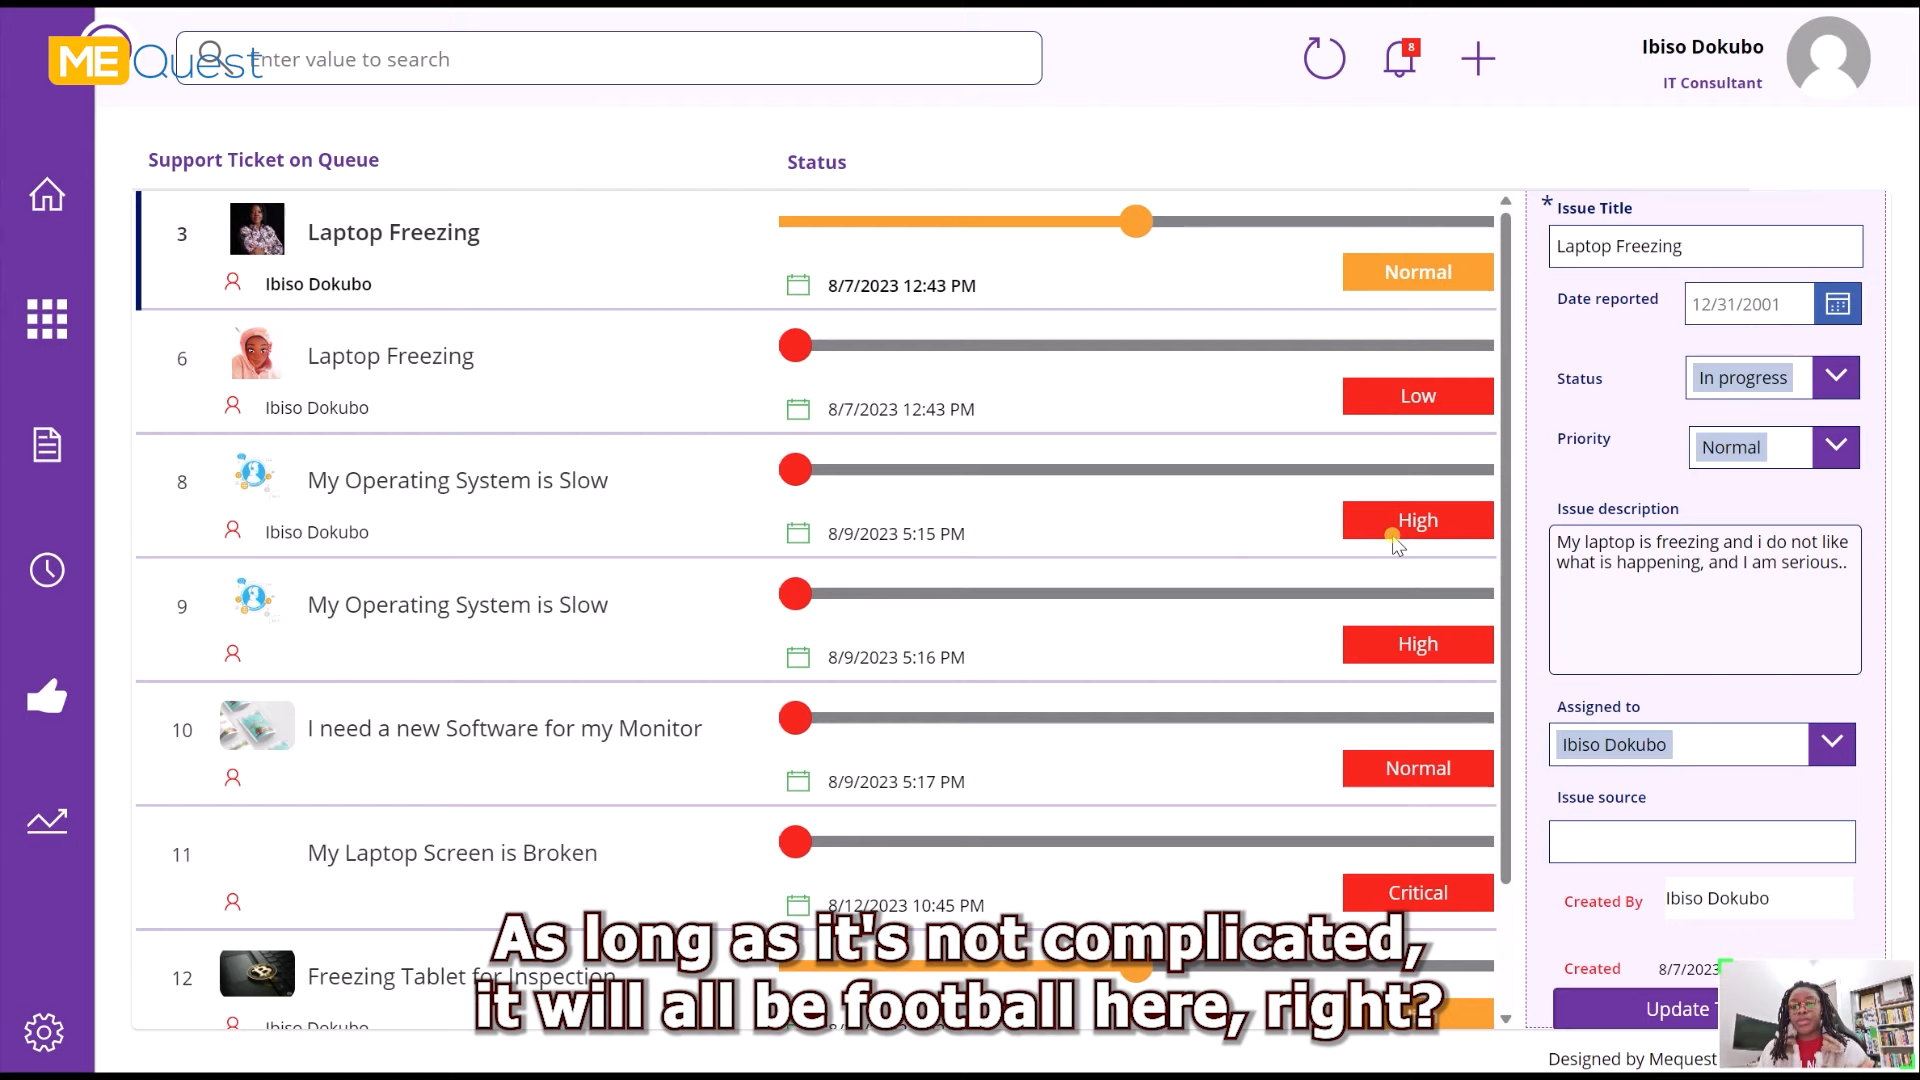 ME Quest
Enter value to search
8
Ibiso Dokubo
IT Consultant
Support Ticket on Queue
Status
3
Laptop Freezing
Ibiso Dokubo
8/7/2023 12:43 PM
Normal
6
Laptop Freezing
Ibiso Dokubo
8/7/2023 12:43 PM
Low
8
My Operating System is Slow
Ibiso Dokubo
8/9/2023 5:15 PM
High
9
My Operating System is Slow
8/9/2023 5:16 PM
High
10
I need a new Software for my Monitor
8/9/2023 5:17 PM
Normal
11
My Laptop Screen is Broken
8/12/2023 10:45 PM
Critical
12
Freezing Tablet for Inspection
Ibiso Dokubo
* Issue Title
Laptop Freezing
Date reported
12/31/2001
Status
In progress
Priority
Normal
Issue description
My laptop is freezing and i do not like
what is happening, and I am serious..
Assigned to
Ibiso Dokubo
Issue source
Created By
Ibiso Dokubo
Created
8/7/2023
Update
Designed by Mequest
As long as it's not complicated,
it will all be football here, right?